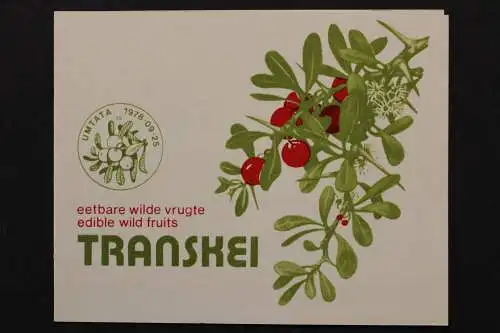 UMTATA 1978·09·25
eetbare wilde vrugte
edible wild fruits
TRANSKEI